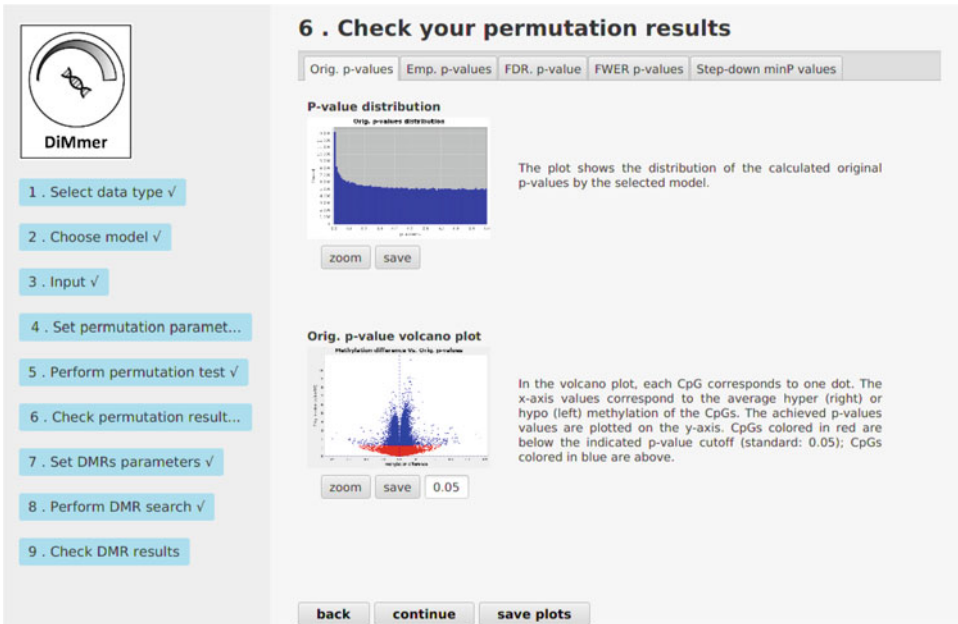 DiMmer
1 . Select data type √
2 . Choose model √
3 . Input √
4 . Set permutation paramet...
5 . Perform permutation test √
6 . Check permutation result...
7 . Set DMRs parameters √
8 . Perform DMR search √
9 . Check DMR results
6 . Check your permutation results
Orig. p-values Emp. p-values FDR. p-value FWER p-values Step-down minP values
P-value distribution
Orig. p-values distribution
The plot shows the distribution of the calculated original
p-values by the selected model.
zoom save
Orig. p-value volcano plot
Methylation difference Vs. Orig. p-values
In the volcano plot, each CpG corresponds to one dot. The
x-axis values correspond to the average hyper (right) or
hypo (left) methylation of the CpGs. The achieved p-values
values are plotted on the y-axis. CpGs colored in red are
below the indicated p-value cutoff (standard: 0.05); CpGs
colored in blue are above.
zoom save 0.05
back continue save plots